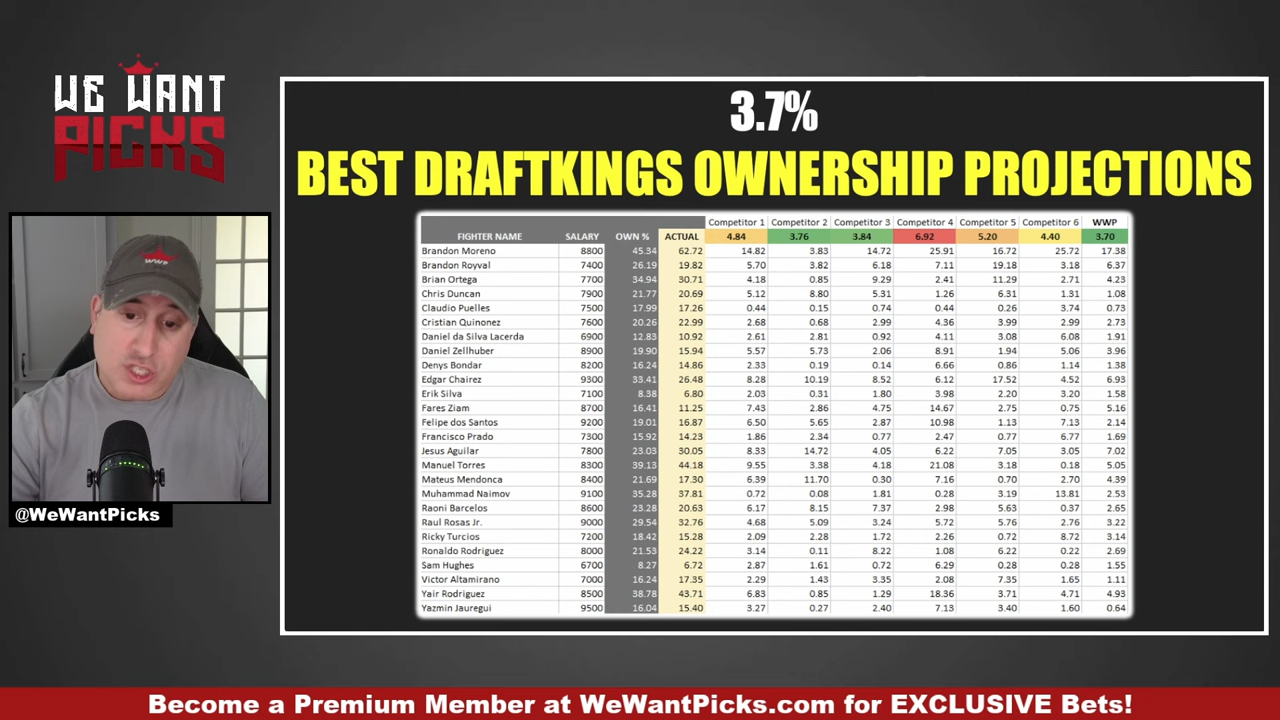 WE WANT
PICKS
WWP
@WeWantPicks
3.7%
BEST DRAFTKINGS OWNERSHIP PROJECTIONS
Competitor 1 Competitor 2 Competitor 3 Competitor 4 Competitor 5 Competitor 6 WWP
FIGHTER NAME SALARY OWN % ACTUAL 4.84 3.76 3.84 6.92 5.20 4.40 3.70
Brandon Moreno 8800 45.34 62.72 14.82 3.83 14.72 25.91 16.72 25.72 17.38
Brandon Royval 7400 26.19 19.82 5.70 3.82 6.18 7.11 19.18 3.18 6.37
Brian Ortega 7700 34.94 30.71 4.18 0.85 9.29 2.41 11.29 2.71 4.23
Chris Duncan 7900 21.77 20.69 5.12 8.80 5.31 1.26 6.31 1.31 1.08
Claudio Puelles 7500 17.99 17.26 0.44 0.15 0.74 0.44 0.26 3.74 0.73
Cristian Quinonez 7600 20.26 22.99 2.68 0.68 2.99 4.36 3.99 2.99 2.73
Daniel da Silva Lacerda 6900 12.83 10.92 2.61 2.81 0.92 4.11 3.08 6.08 1.91
Daniel Zellhuber 8900 19.90 15.94 5.57 5.73 2.06 8.91 1.94 5.06 3.96
Denys Bondar 8200 16.24 14.86 2.33 0.19 0.14 6.66 0.86 1.14 1.38
Edgar Chairez 9300 33.41 26.48 8.28 10.19 8.52 6.12 17.52 4.52 6.93
Erik Silva 7100 8.38 6.80 2.03 0.31 1.80 3.98 2.20 3.20 1.58
Fares Ziam 8700 16.41 11.25 7.43 2.86 4.75 14.67 2.75 0.75 5.16
Felipe dos Santos 9200 19.01 16.87 6.50 5.65 2.87 10.98 1.13 7.13 2.14
Francisco Prado 7300 15.92 14.23 1.86 2.34 0.77 2.47 0.77 6.77 1.69
Jesus Aguilar 7800 23.03 30.05 8.33 14.72 4.05 6.22 7.05 3.05 7.02
Manuel Torres 8300 39.13 44.18 9.55 3.38 4.18 21.08 3.18 0.18 5.05
Mateus Mendonca 8400 21.69 17.30 6.39 11.70 0.30 7.16 0.70 2.70 4.39
Muhammad Naimov 9100 35.28 37.81 0.72 0.08 1.81 0.28 3.19 13.81 2.53
Raoni Barcelos 8600 23.28 20.63 6.17 8.15 7.37 2.98 5.63 0.37 2.65
Raul Rosas Jr. 9000 29.54 32.76 4.68 5.09 3.24 5.72 5.76 2.76 3.22
Ricky Turcios 7200 18.42 15.28 2.09 2.28 1.72 2.26 0.72 8.72 3.14
Ronaldo Rodriguez 8000 21.53 24.22 3.14 0.11 8.22 1.08 6.22 0.22 2.69
Sam Hughes 6700 8.27 6.72 2.87 1.61 0.72 6.29 0.28 0.28 1.55
Victor Altamirano 7000 16.24 17.35 2.29 1.43 3.35 2.08 7.35 1.65 1.11
Yair Rodriguez 8500 38.78 43.71 6.83 0.85 1.29 18.36 3.71 4.71 4.93
Yazmin Jauregui 9500 16.04 15.40 3.27 0.27 2.40 7.13 3.40 1.60 0.64
Become a Premium Member at WeWantPicks.com for EXCLUSIVE Bets!